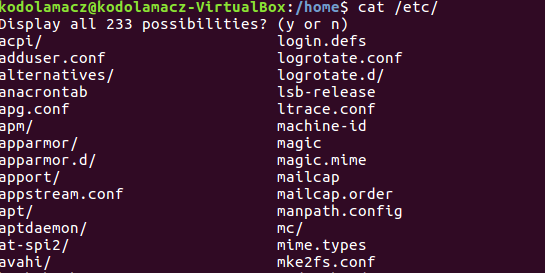 kodolamacz@kodolamacz-VirtualBox:/home$ cat /etc/
Display all 233 possibilities? (y or n)
acpi/ login.defs
adduser.conf logrotate.conf
alternatives/ logrotate.d/
anacrontab lsb-release
apg.conf ltrace.conf
apm/ machine-id
apparmor/ magic
apparmor.d/ magic.mime
apport/ mailcap
appstream.conf mailcap.order
apt/ manpath.config
aptdaemon/ mc/
at-spi2/ mime.types
avahi/ mke2fs.conf